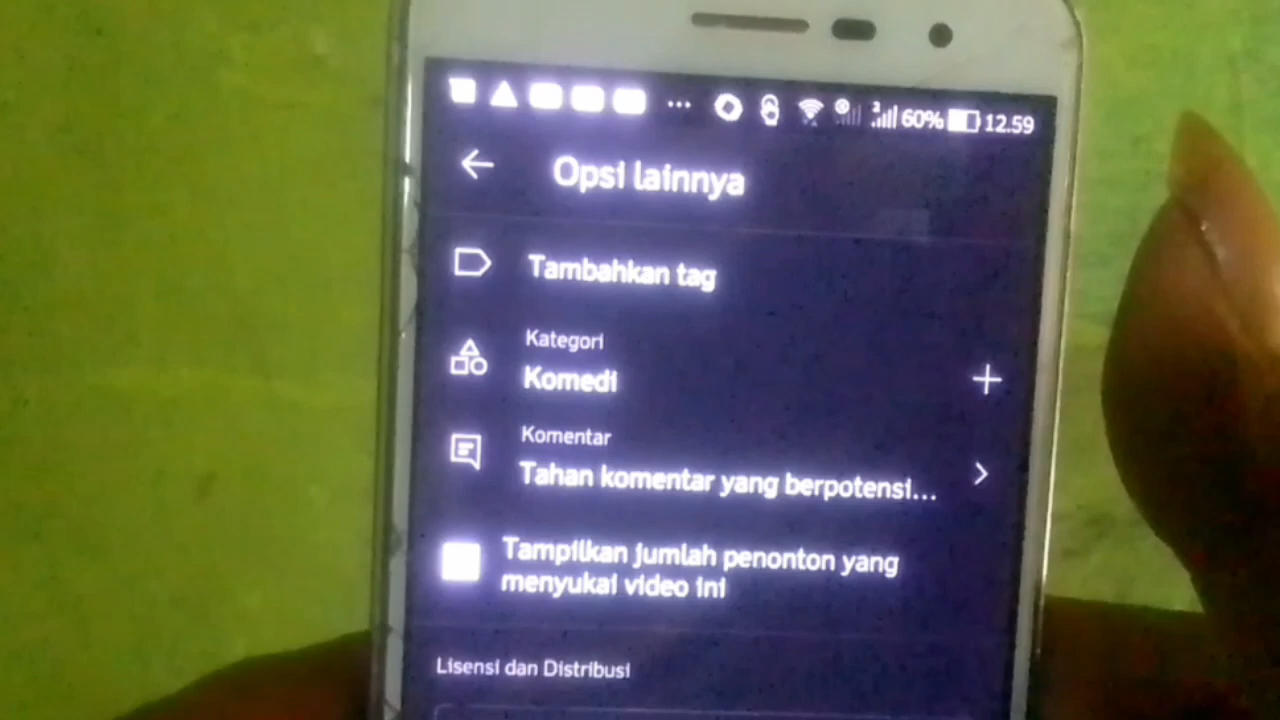 3 60% 12.59
Opsi lainnya
Tambahkan tag
Kategori
Komedi
Komentar
Tahan komentar yang berpotensi...
Tampilkan jumlah penonton yang
menyukai video ini
Lisensi dan Distribusi